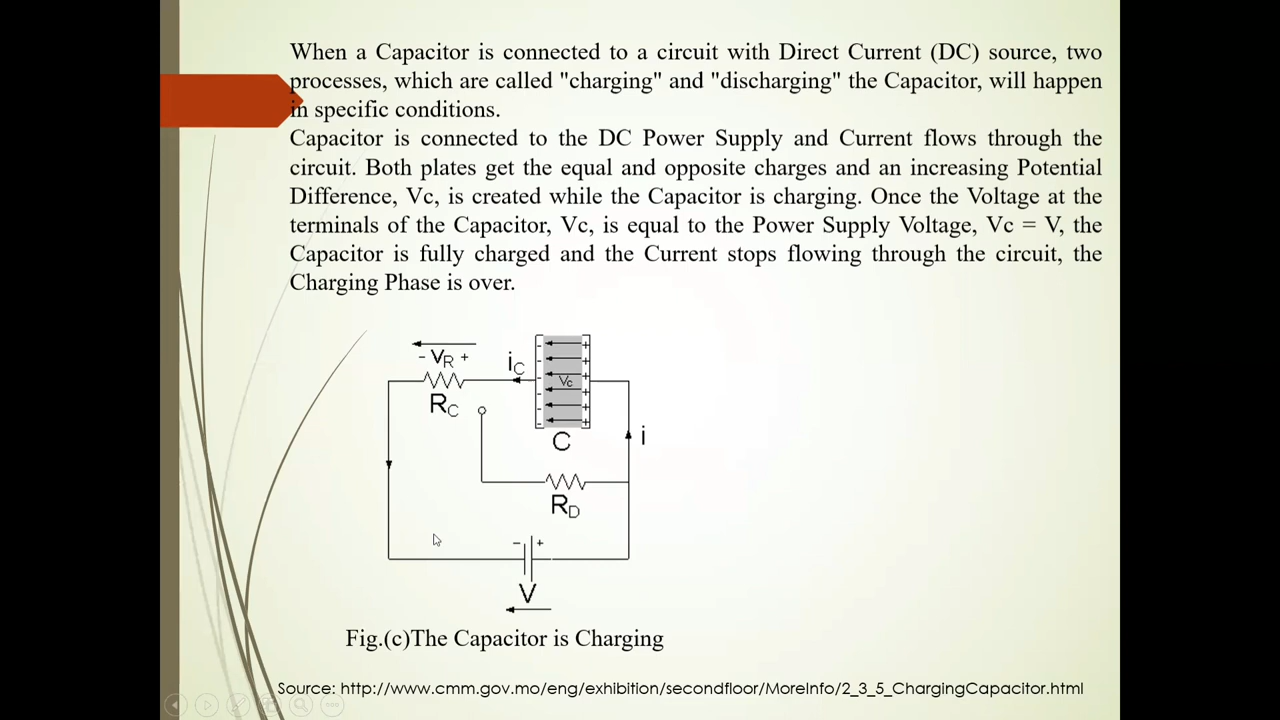 When a Capacitor is connected to a circuit with Direct Current (DC) source, two
processes, which are called "charging" and "discharging" the Capacitor, will happen
in specific conditions.
Capacitor is connected to the DC Power Supply and Current flows through the
circuit. Both plates get the equal and opposite charges and an increasing Potential
Difference, Vc, is created while the Capacitor is charging. Once the Voltage at the
terminals of the Capacitor, Vc, is equal to the Power Supply Voltage, Vc = V, the
Capacitor is fully charged and the Current stops flowing through the circuit, the
Charging Phase is over.
- VR +
iC
Vc
RC
C
i
RD
- +
V
Fig.(c)The Capacitor is Charging
Source: http://www.cmm.gov.mo/eng/exhibition/secondfloor/MoreInfo/2_3_5_ChargingCapacitor.html